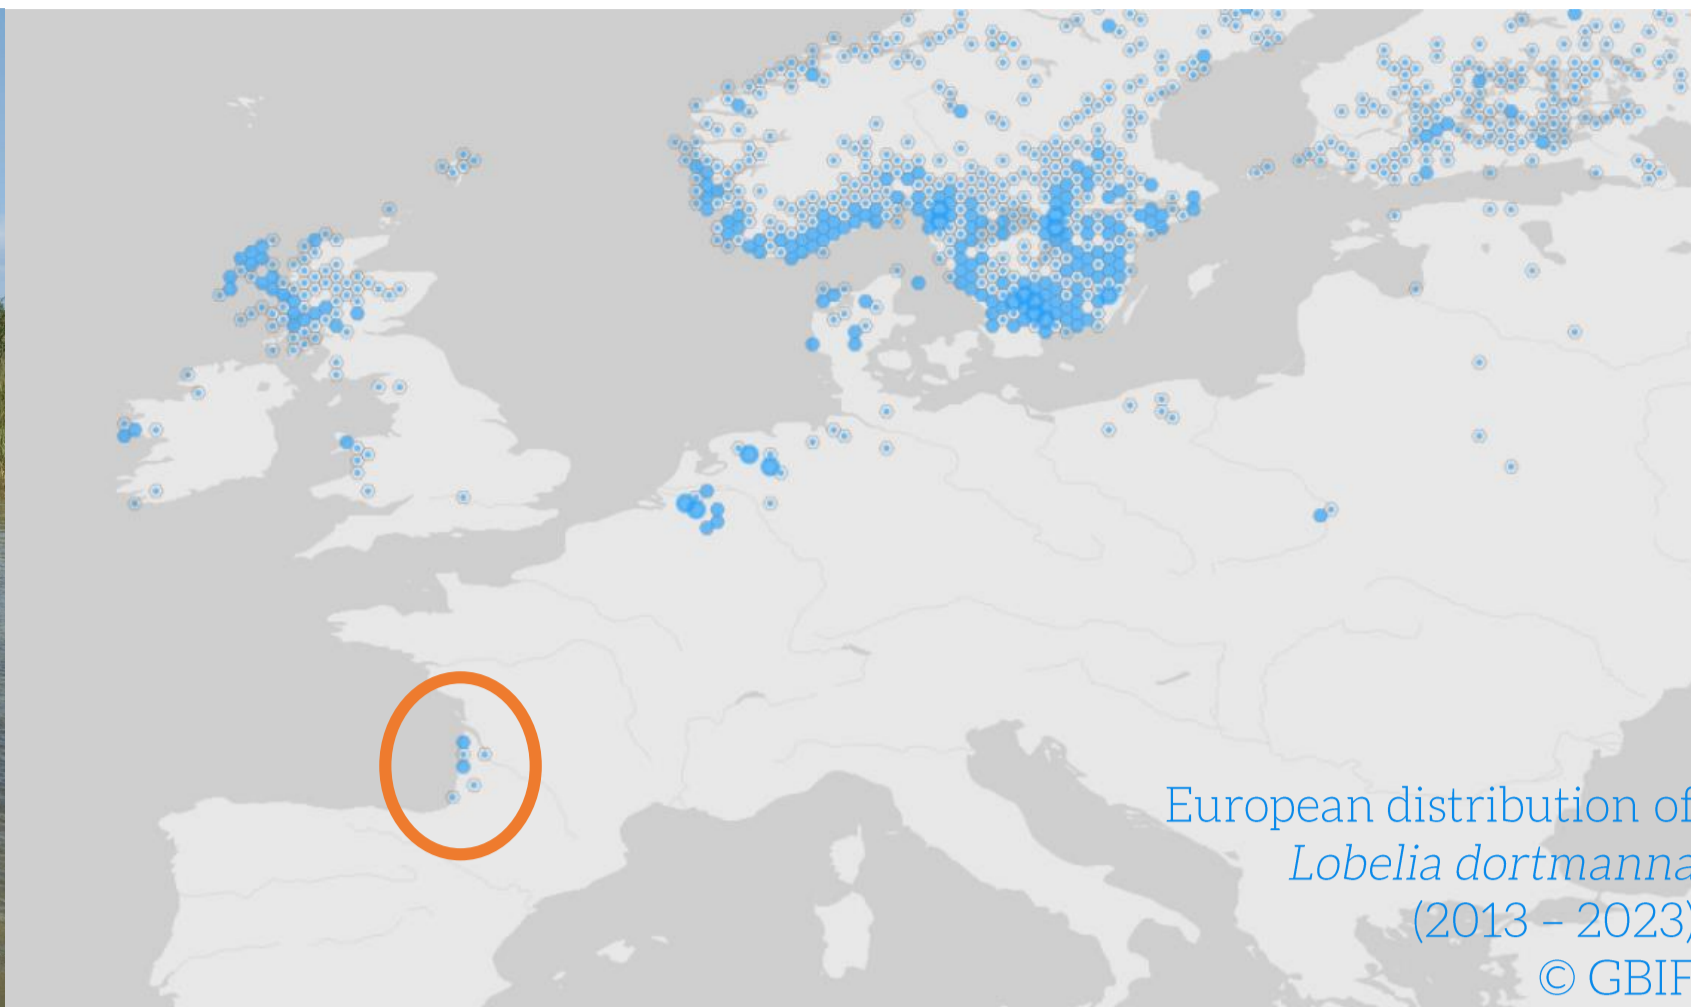 European distribution of
Lobelia dortmanna
(2013 – 2023)
© GBIF